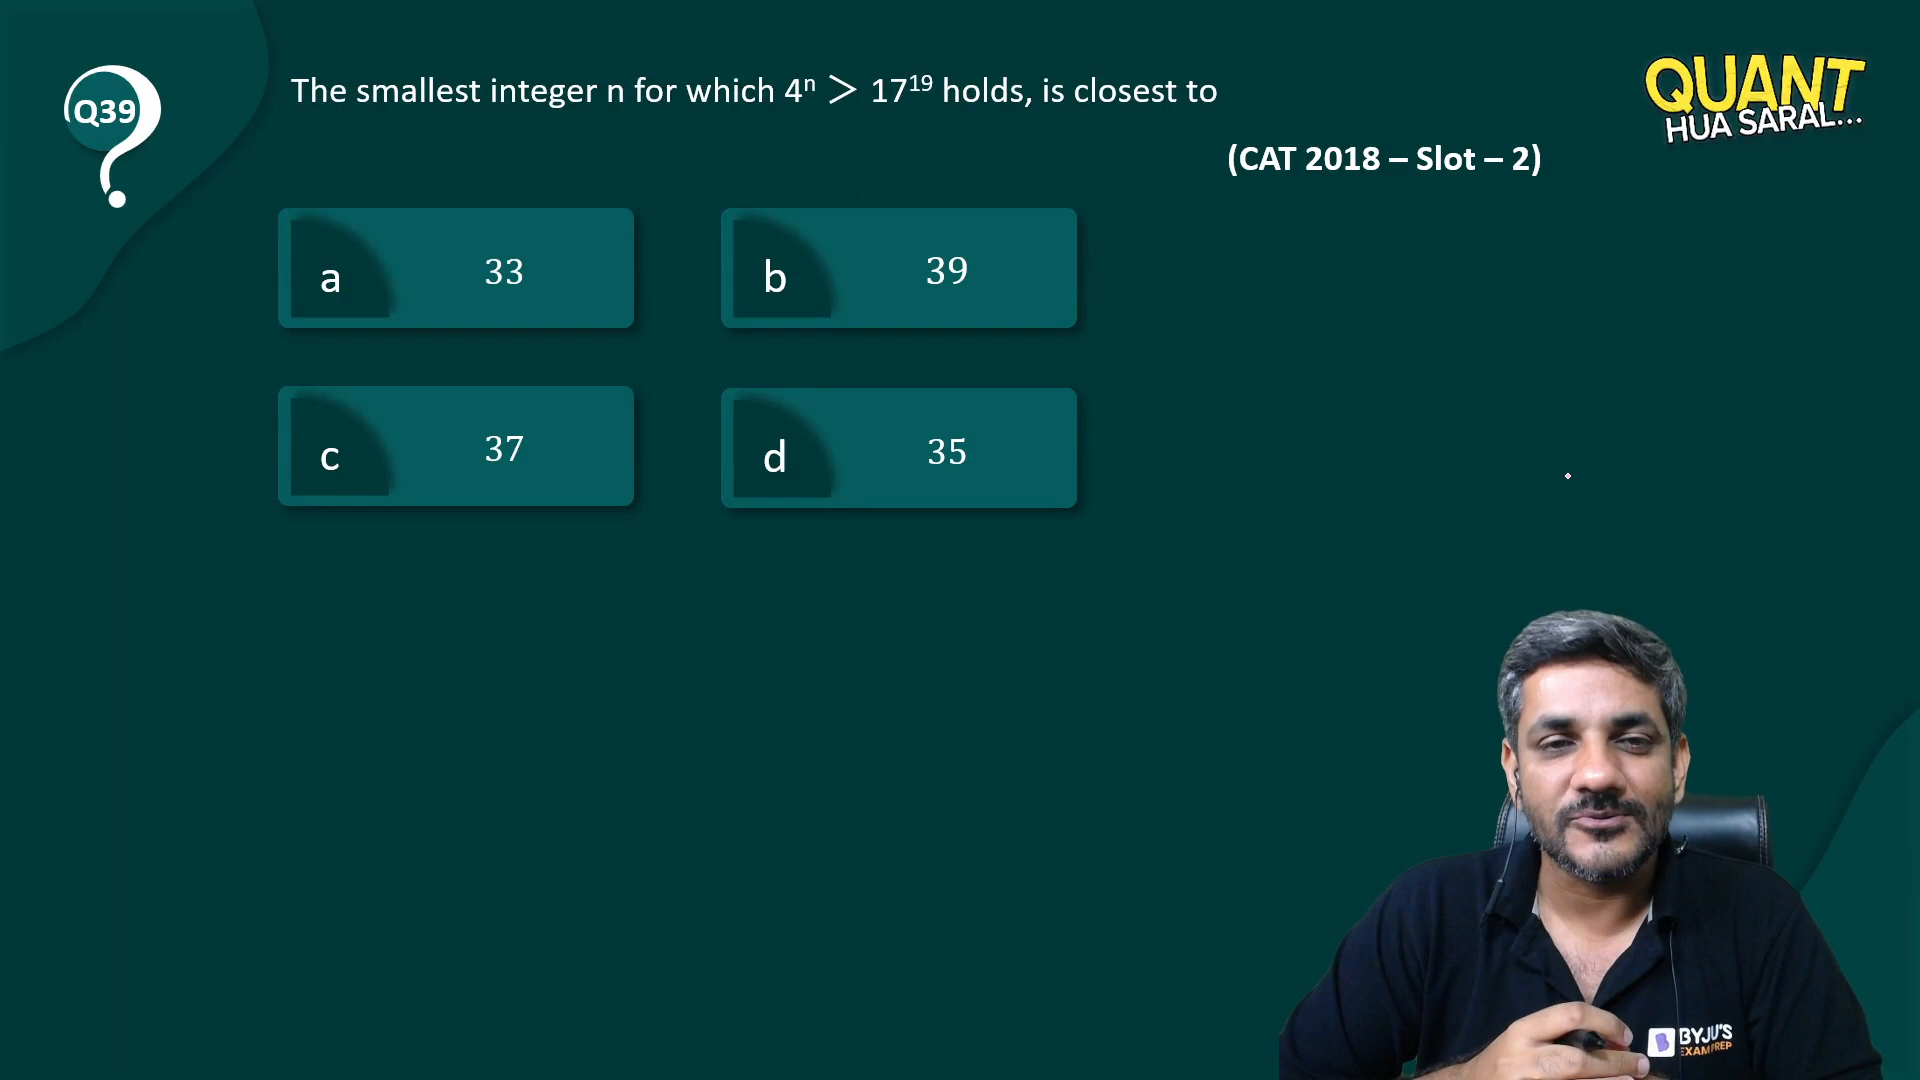 Q39
The smallest integer n for which 4ⁿ > 17¹⁹ holds, is closest to
(CAT 2018 – Slot – 2)
QUANT
HUA SARAL...
a 33
b 39
c 37
d 35
BYJU'S
EXAM PREP